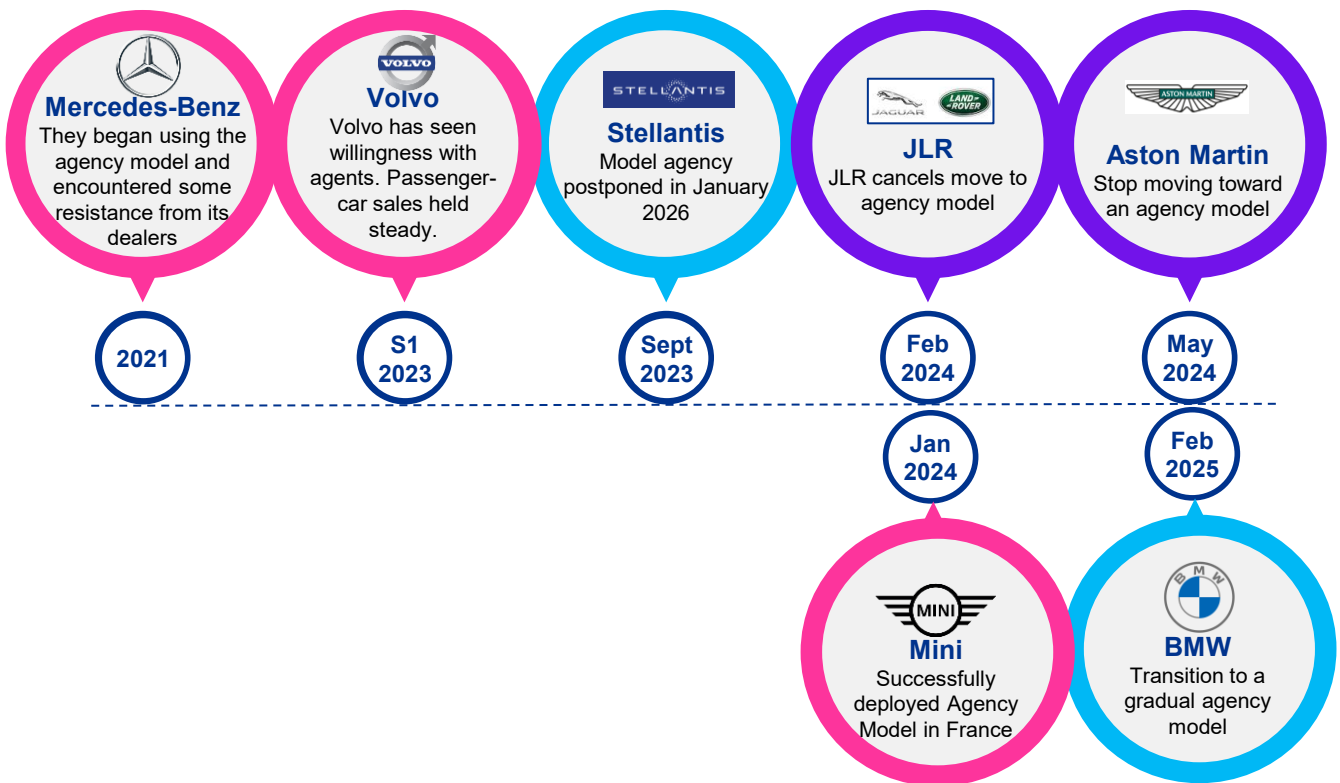 Mercedes-Benz
They began using the
agency model and
encountered some
resistance from its
dealers
VOLVO
Volvo
Volvo has seen
willingness with
agents. Passenger-
car sales held
steady.
STELLANTIS
Stellantis
Model agency
postponed in January
2026
JAGUAR
LAND-
ROVER
JLR
JLR cancels move to
agency model
ASTON MARTIN
Aston Martin
Stop moving toward
an agency model
2021
S1
2023
Sept
2023
Feb
2024
May
2024
Jan
2024
Feb
2025
MINI
Mini
Successfully
deployed Agency
Model in France
BMW
BMW
Transition to a
gradual agency
model